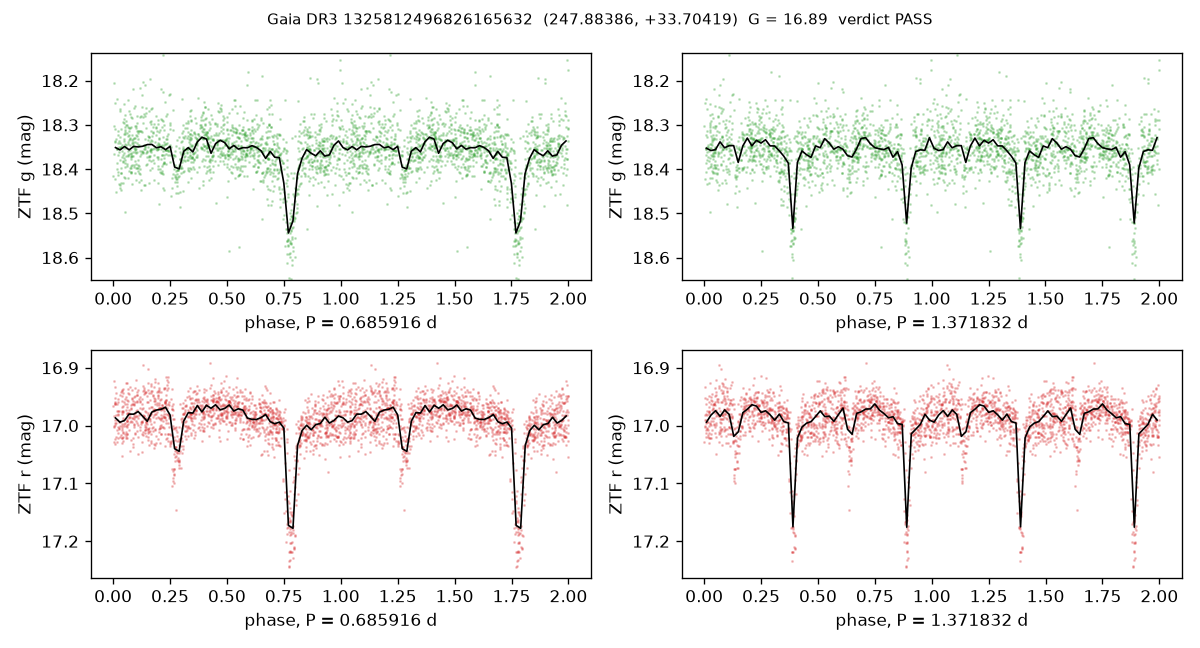 Gaia DR3 1325812496826165632 (247.88386, +33.70419) G = 16.89 verdict PASS
ZTF g (mag)
18.2
18.3
18.4
18.5
18.6
0.00 0.25 0.50 0.75 1.00 1.25 1.50 1.75 2.00
phase, P = 0.685916 d
ZTF g (mag)
18.2
18.3
18.4
18.5
18.6
0.00 0.25 0.50 0.75 1.00 1.25 1.50 1.75 2.00
phase, P = 1.371832 d
ZTF r (mag)
16.9
17.0
17.1
17.2
0.00 0.25 0.50 0.75 1.00 1.25 1.50 1.75 2.00
phase, P = 0.685916 d
ZTF r (mag)
16.9
17.0
17.1
17.2
0.00 0.25 0.50 0.75 1.00 1.25 1.50 1.75 2.00
phase, P = 1.371832 d